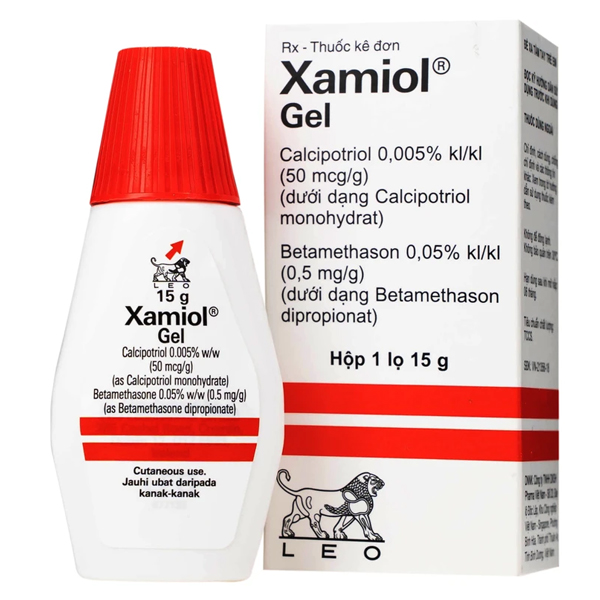 LEO
15 g
Xamiol®
Gel
Calcipotriol 0.005% w/w
(50 mcg/g)
(as Calcipotriol monohydrate)
Betamethasone 0.05% w/w (0.5 mg/g)
(as Betamethasone dipropionate)
Cutaneous use.
Jauhi ubat daripada
kanak-kanak
Rx - Thuốc kê đơn
Xamiol®
Gel
Calcipotriol 0,005% kl/kl
(50 mcg/g)
(dưới dạng Calcipotriol
monohydrat)
Betamethason 0,05% kl/kl
(0,5 mg/g)
(dưới dạng Betamethason
dipropionat)
Hộp 1 lọ 15 g
LEO
THUỐC DÙNG NGOÀI